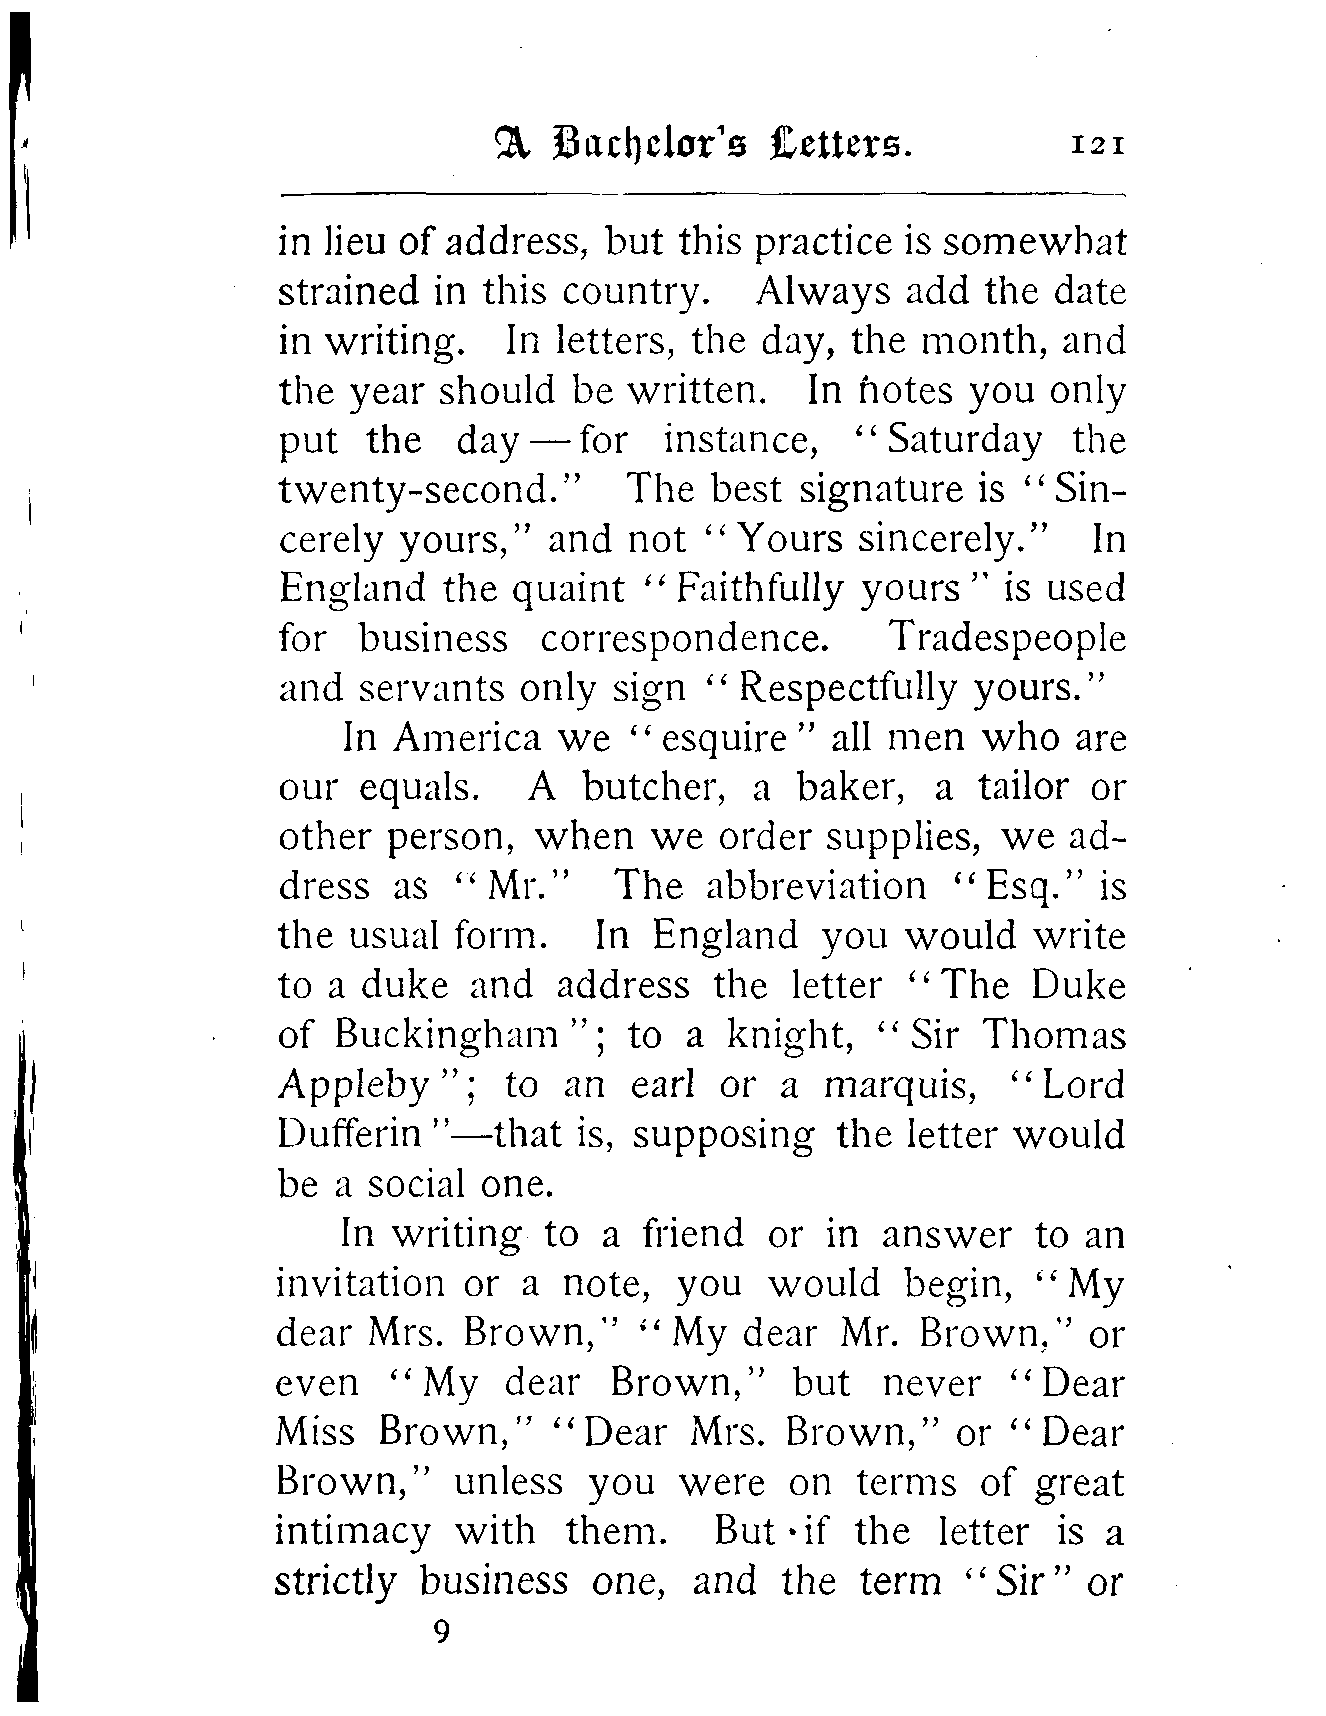 A Bachelor's Letters. 121
in lieu of address, but this practice is somewhat
strained in this country. Always add the date
in writing. In letters, the day, the month, and
the year should be written. In notes you only
put the day — for instance, “ Saturday the
twenty-second.” The best signature is “ Sin-
cerely yours,” and not “ Yours sincerely.” In
England the quaint “ Faithfully yours ” is used
for business correspondence. Tradespeople
and servants only sign “ Respectfully yours.”
In America we “ esquire ” all men who are
our equals. A butcher, a baker, a tailor or
other person, when we order supplies, we ad-
dress as “ Mr.” The abbreviation “ Esq.” is
the usual form. In England you would write
to a duke and address the letter “ The Duke
of Buckingham ”; to a knight, “ Sir Thomas
Appleby ”; to an earl or a marquis, “ Lord
Dufferin ”—that is, supposing the letter would
be a social one.
In writing to a friend or in answer to an
invitation or a note, you would begin, “ My
dear Mrs. Brown,” “ My dear Mr. Brown,” or
even “ My dear Brown,” but never “ Dear
Miss Brown,” “ Dear Mrs. Brown,” or “ Dear
Brown,” unless you were on terms of great
intimacy with them. But if the letter is a
strictly business one, and the term “ Sir ” or
9